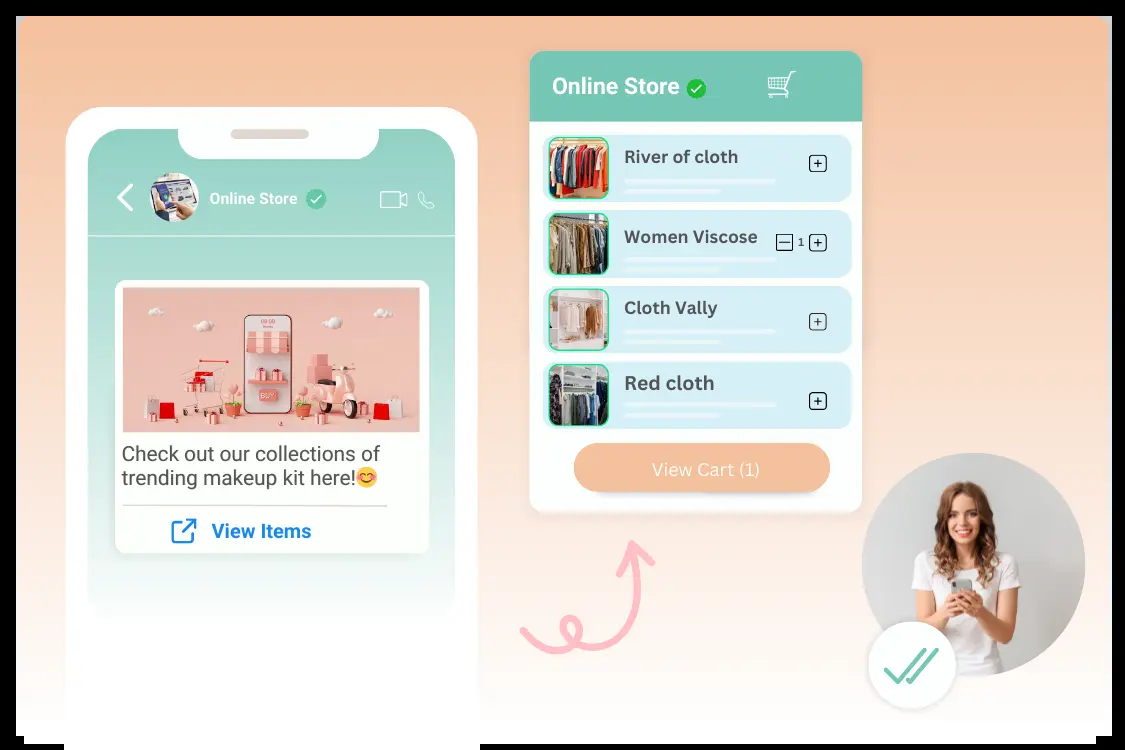 Online Store
Check out our collections of
trending makeup kit here!😊
View Items
BUY
Online Store
River of cloth
Women Viscose
1
Cloth Vally
Red cloth
View Cart (1)